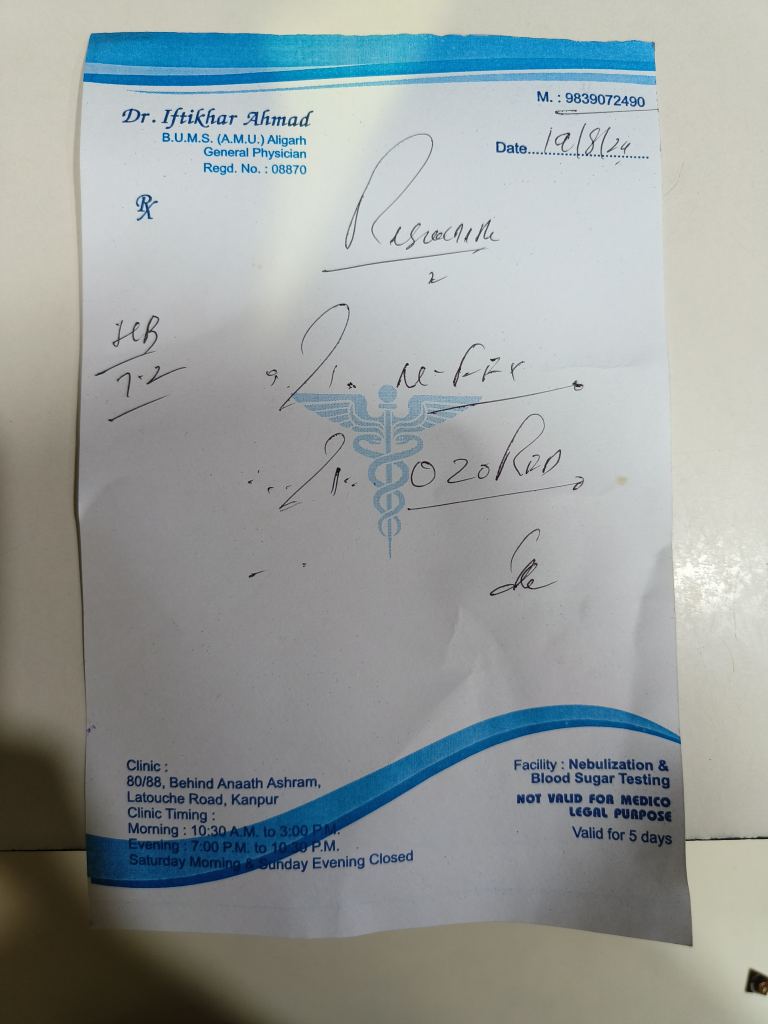 Dr. Iftikhar Ahmad
B.U.M.S. (A.M.U.) Aligarh
General Physician
Regd. No. : 08870
M. : 9839072490
Date....19/8/24
Rx
HB
7.2
M-FEX
OZORED
Clinic :
80/88, Behind Anaath Ashram,
Latouche Road, Kanpur
Clinic Timing :
Morning : 10:30 A.M. to 3:00 P.M.
Evening : 7:00 P.M. to 10:30 P.M.
Saturday Morning & Sunday Evening Closed
Facility : Nebulization &
Blood Sugar Testing
NOT VALID FOR MEDICO
LEGAL PURPOSE
Valid for 5 days